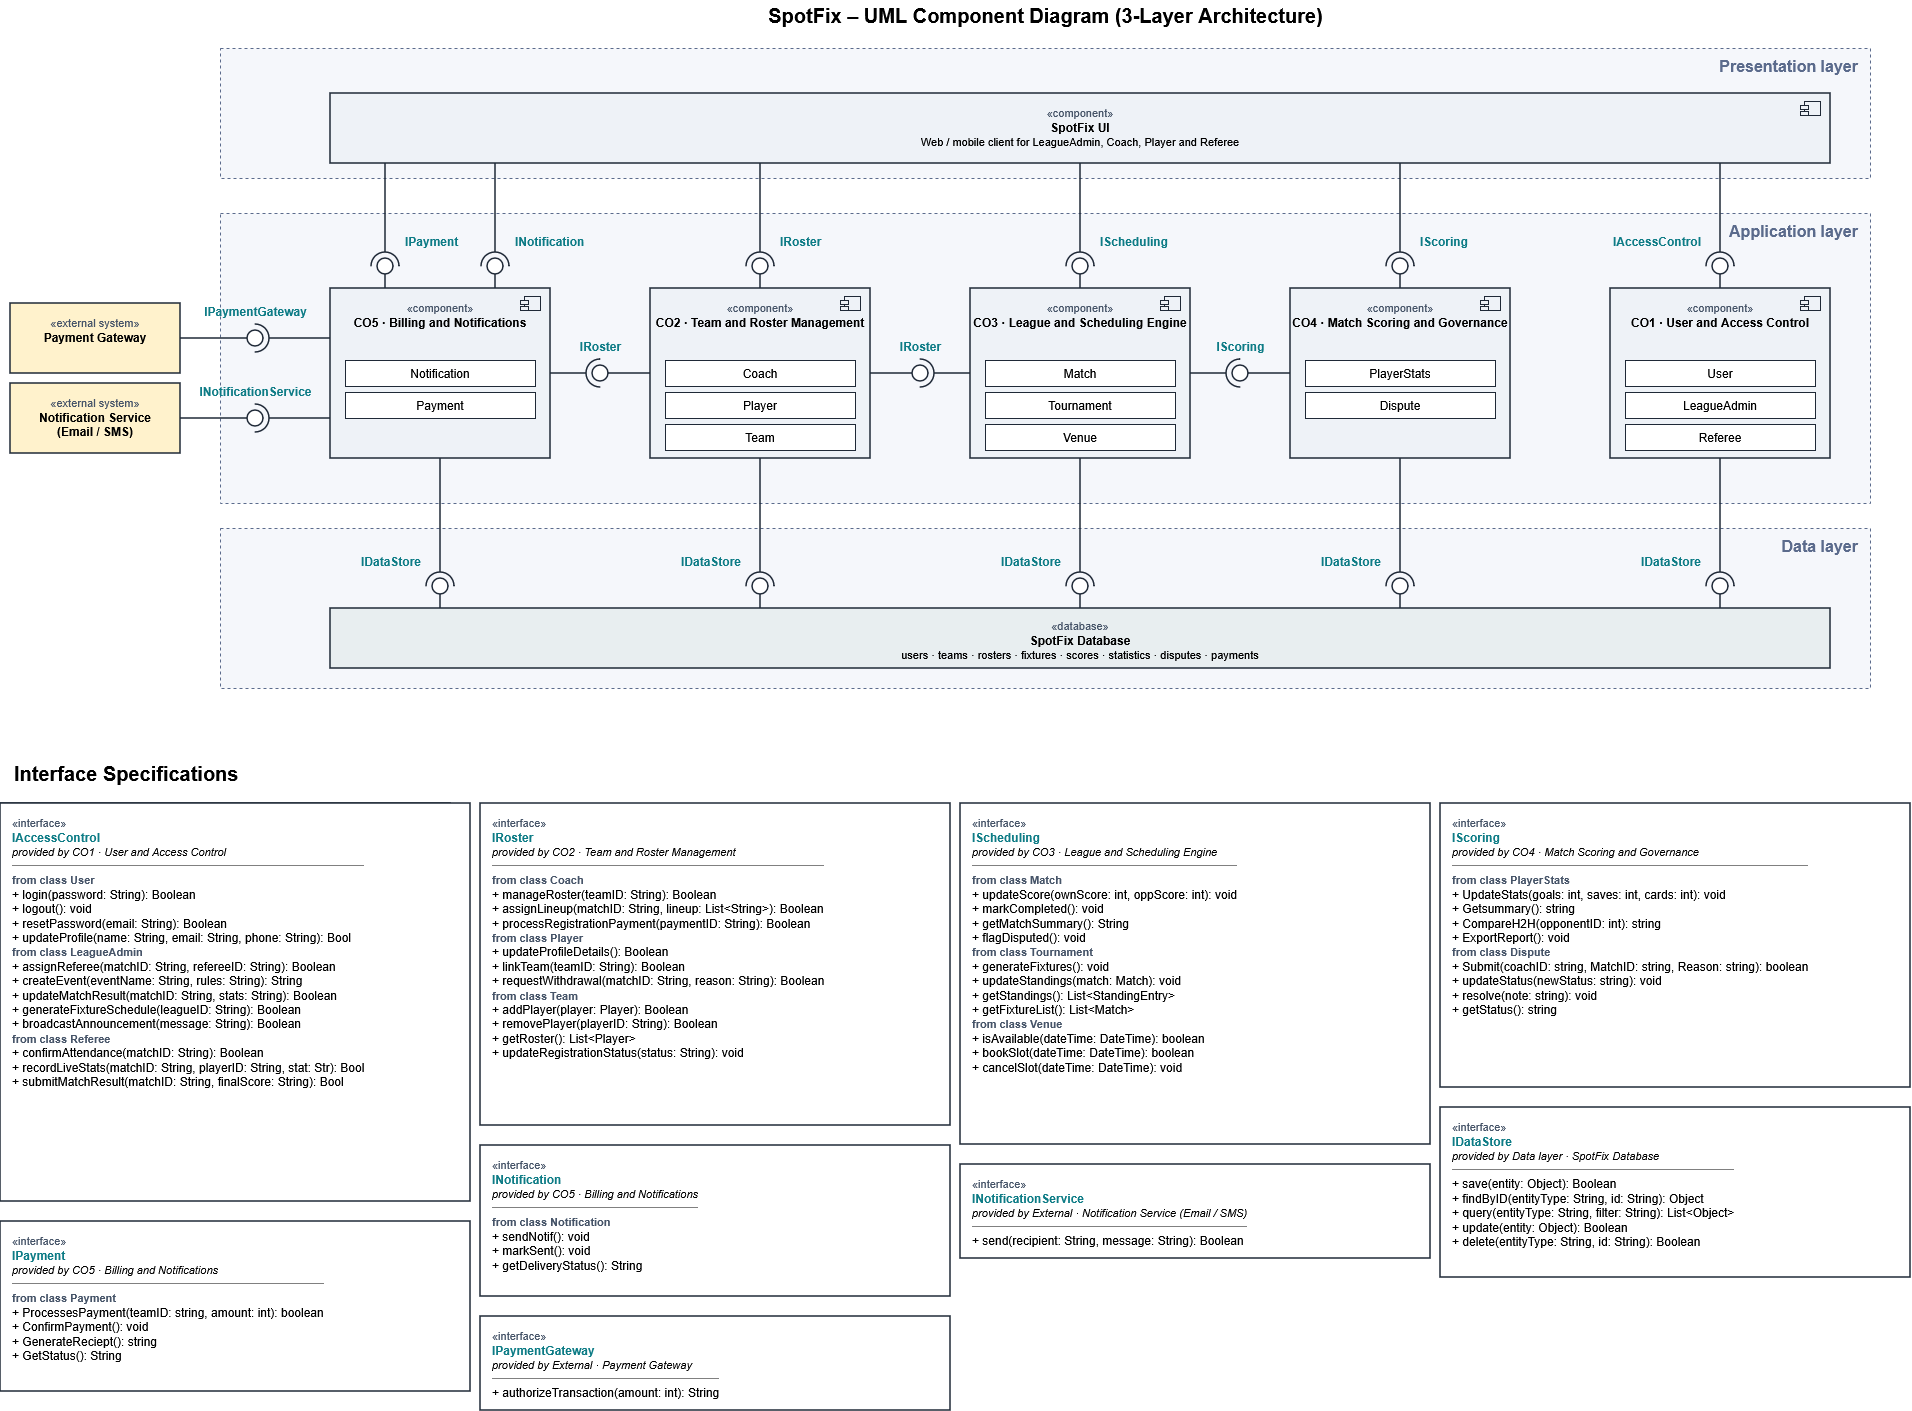 SpotFix – UML Component Diagram (3-Layer Architecture)
Presentation layer
«component»
SpotFix UI
Web / mobile client for LeagueAdmin, Coach, Player and Referee
Application layer
IPayment
INotification
IRoster
IScheduling
IScoring
IAccessControl
«external system»
Payment Gateway
IPaymentGateway
«external system»
Notification Service
(Email / SMS)
INotificationService
«component»
CO5 · Billing and Notifications
Notification
Payment
IRoster
«component»
CO2 · Team and Roster Management
Coach
Player
Team
IRoster
«component»
CO3 · League and Scheduling Engine
Match
Tournament
Venue
IScoring
«component»
CO4 · Match Scoring and Governance
PlayerStats
Dispute
«component»
CO1 · User and Access Control
User
LeagueAdmin
Referee
Data layer
IDataStore
IDataStore
IDataStore
IDataStore
IDataStore
«database»
SpotFix Database
users · teams · rosters · fixtures · scores · statistics · disputes · payments
Interface Specifications
«interface»
IAccessControl
provided by CO1 · User and Access Control
from class User
+ login(password: String): Boolean
+ logout(): void
+ resetPassword(email: String): Boolean
+ updateProfile(name: String, email: String, phone: String): Bool
from class LeagueAdmin
+ assignReferee(matchID: String, refereeID: String): Boolean
+ createEvent(eventName: String, rules: String): String
+ updateMatchResult(matchID: String, stats: String): Boolean
+ generateFixtureSchedule(leagueID: String): Boolean
+ broadcastAnnouncement(message: String): Boolean
from class Referee
+ confirmAttendance(matchID: String): Boolean
+ recordLiveStats(matchID: String, playerID: String, stat: Str): Bool
+ submitMatchResult(matchID: String, finalScore: String): Bool
«interface»
IPayment
provided by CO5 · Billing and Notifications
from class Payment
+ ProcessesPayment(teamID: string, amount: int): boolean
+ ConfirmPayment(): void
+ GenerateReciept(): string
+ GetStatus(): String
«interface»
IRoster
provided by CO2 · Team and Roster Management
from class Coach
+ manageRoster(teamID: String): Boolean
+ assignLineup(matchID: String, lineup: List<String>): Boolean
+ processRegistrationPayment(paymentID: String): Boolean
from class Player
+ updateProfileDetails(): Boolean
+ linkTeam(teamID: String): Boolean
+ requestWithdrawal(matchID: String, reason: String): Boolean
from class Team
+ addPlayer(player: Player): Boolean
+ removePlayer(playerID: String): Boolean
+ getRoster(): List<Player>
+ updateRegistrationStatus(status: String): void
«interface»
INotification
provided by CO5 · Billing and Notifications
from class Notification
+ sendNotif(): void
+ markSent(): void
+ getDeliveryStatus(): String
«interface»
IPaymentGateway
provided by External · Payment Gateway
+ authorizeTransaction(amount: int): String
«interface»
IScheduling
provided by CO3 · League and Scheduling Engine
from class Match
+ updateScore(ownScore: int, oppScore: int): void
+ markCompleted(): void
+ getMatchSummary(): String
+ flagDisputed(): void
from class Tournament
+ generateFixtures(): void
+ updateStandings(match: Match): void
+ getStandings(): List<StandingEntry>
+ getFixtureList(): List<Match>
from class Venue
+ isAvailable(dateTime: DateTime): boolean
+ bookSlot(dateTime: DateTime): boolean
+ cancelSlot(dateTime: DateTime): void
«interface»
INotificationService
provided by External · Notification Service (Email / SMS)
+ send(recipient: String, message: String): Boolean
«interface»
IScoring
provided by CO4 · Match Scoring and Governance
from class PlayerStats
+ UpdateStats(goals: int, saves: int, cards: int): void
+ Getsummary(): string
+ CompareH2H(opponentID: int): string
+ ExportReport(): void
from class Dispute
+ Submit(coachID: string, MatchID: string, Reason: string): boolean
+ updateStatus(newStatus: string): void
+ resolve(note: string): void
+ getStatus(): string
«interface»
IDataStore
provided by Data layer · SpotFix Database
+ save(entity: Object): Boolean
+ findByID(entityType: String, id: String): Object
+ query(entityType: String, filter: String): List<Object>
+ update(entity: Object): Boolean
+ delete(entityType: String, id: String): Boolean